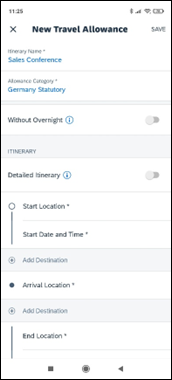 11:25
New Travel Allowance
SAVE
Itinerary Name *
Sales Conference
Allowance Category *
Germany Statutory
Without Overnight
ITINERARY
Detailed Itinerary
Start Location *
Start Date and Time *
Add Destination
Arrival Location *
Add Destination
End Location *